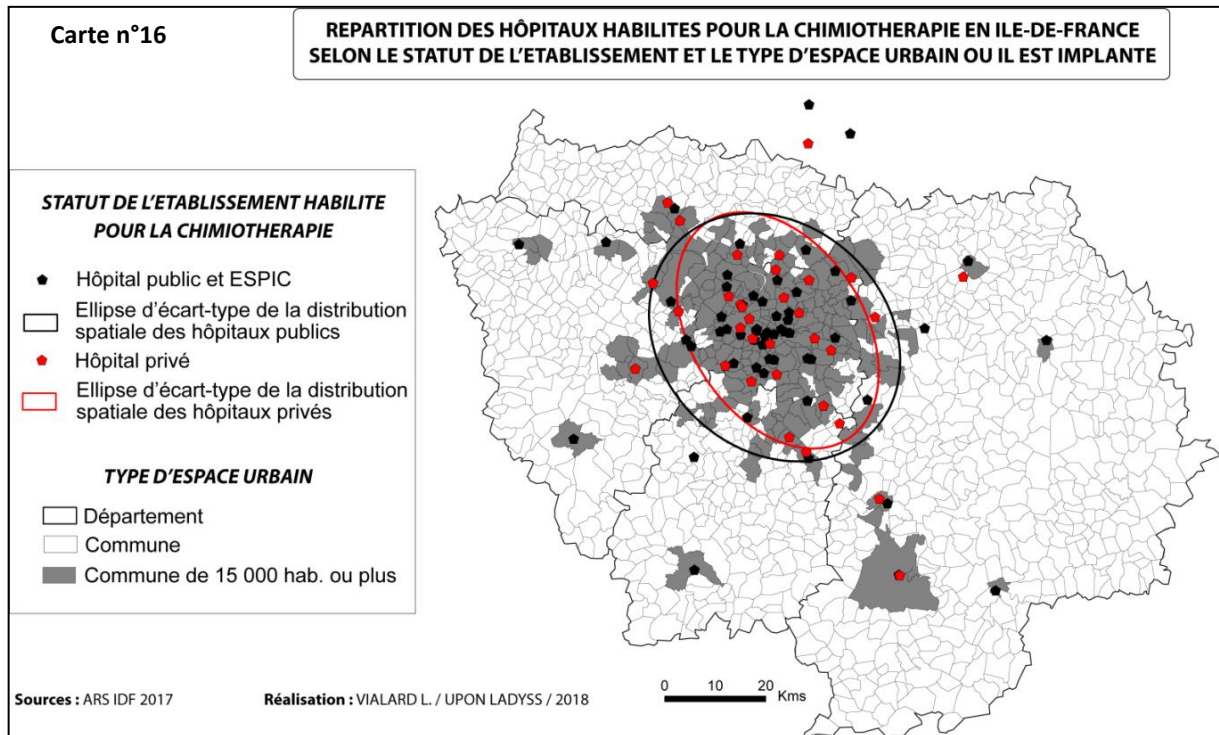 Carte n°16
REPARTITION DES HÔPITAUX HABILITES POUR LA CHIMIOTHERAPIE EN ILE-DE-FRANCE
SELON LE STATUT DE L'ETABLISSEMENT ET LE TYPE D'ESPACE URBAIN OU IL EST IMPLANTE
STATUT DE L'ETABLISSEMENT HABILITE
POUR LA CHIMIOTHERAPIE
Hôpital public et ESPIC
Ellipse d'écart-type de la distribution
spatiale des hôpitaux publics
Hôpital privé
Ellipse d'écart-type de la distribution
spatiale des hôpitaux privés
TYPE D'ESPACE URBAIN
Département
Commune
Commune de 15 000 hab. ou plus
Sources : ARS IDF 2017
Réalisation : VIALARD L. / UPON LADYSS / 2018
0 10 20
Kms